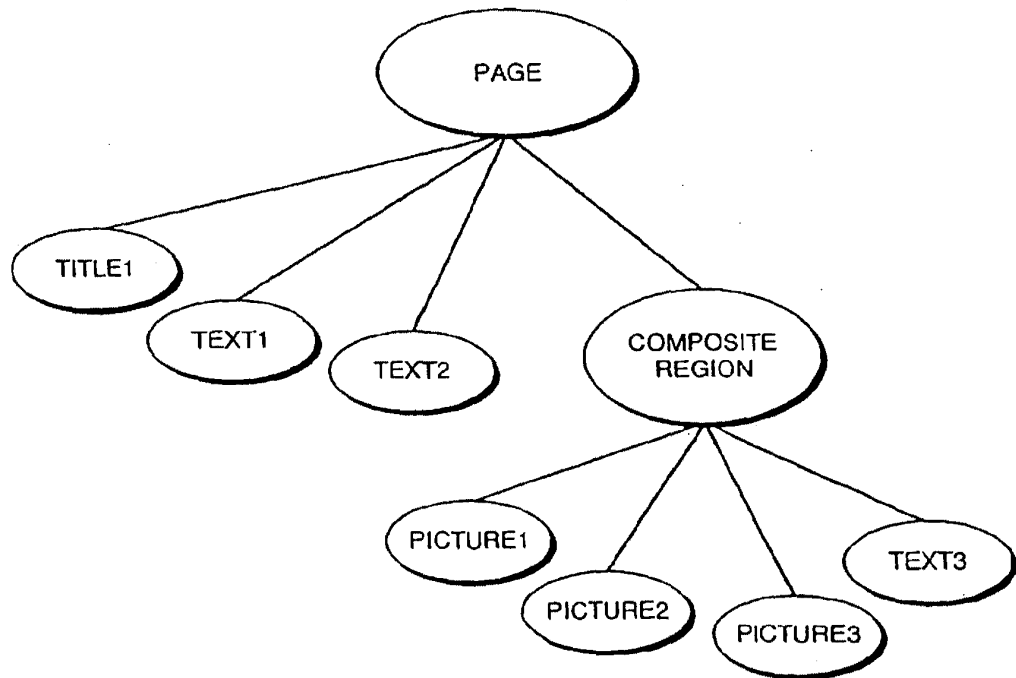 PAGE
TITLE1
TEXT1
TEXT2
COMPOSITE
REGION
PICTURE1
PICTURE2
PICTURE3
TEXT3